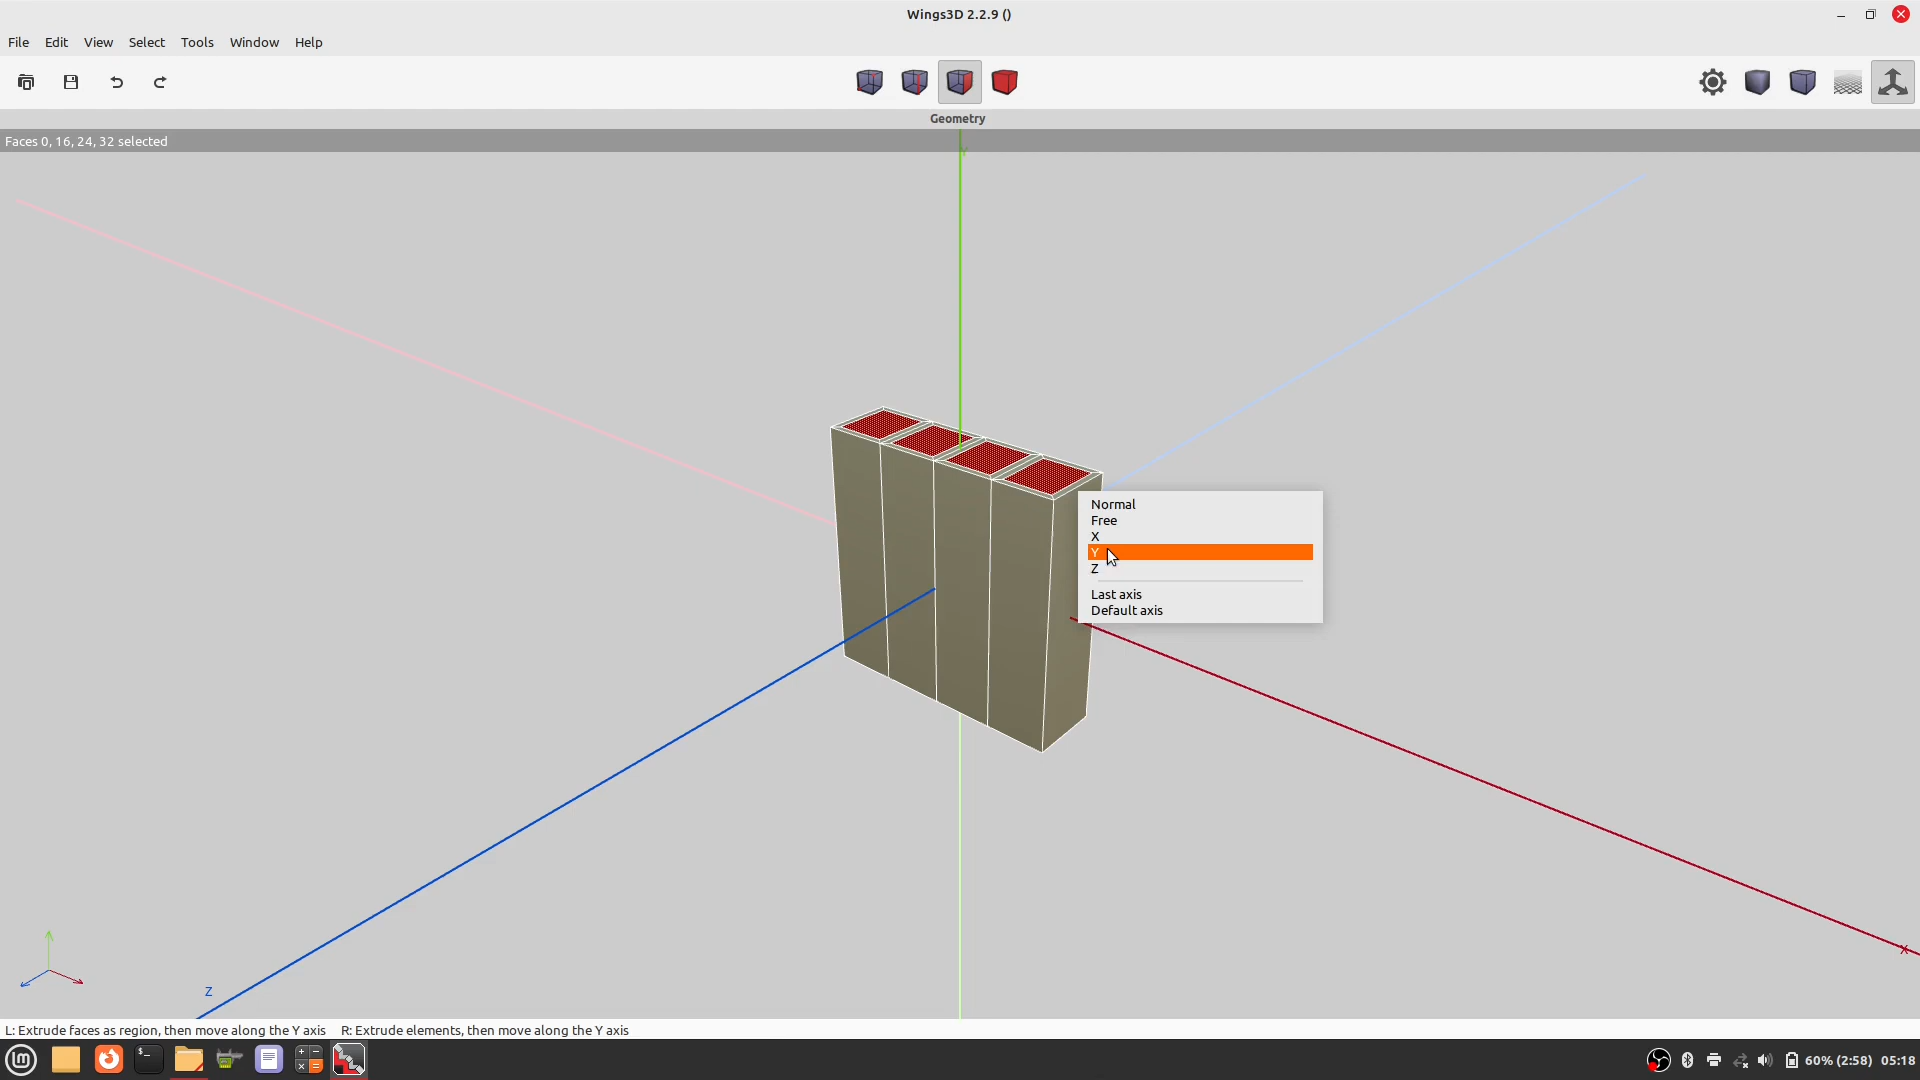 Wings3D 2.2.9 ()
File Edit View Select Tools Window Help
Geometry
Faces 0, 16, 24, 32 selected
Y
Normal
Free
X
Y
Z
Last axis
Default axis
X
Z
L: Extrude faces as region, then move along the Y axis R: Extrude elements, then move along the Y axis
60% (2:58) 05:18